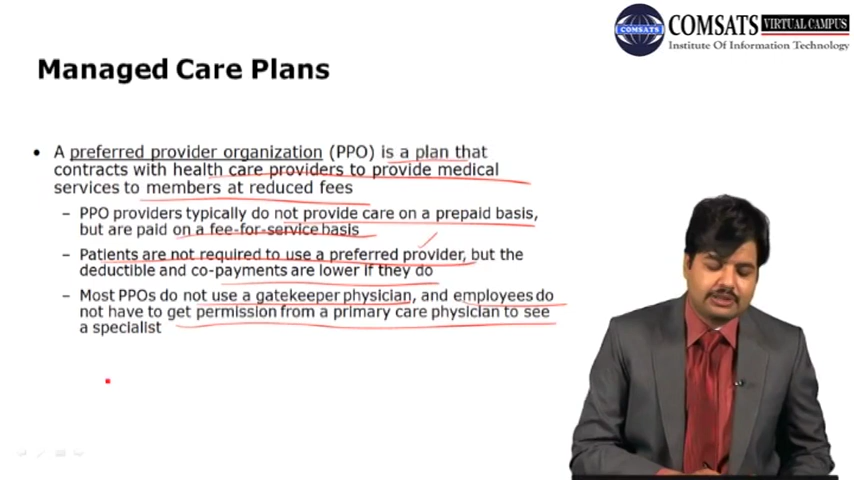 COMSATS
COMSATS VIRTUAL CAMPUS
Institute Of Information Technology
Managed Care Plans
• A preferred provider organization (PPO) is a plan that
contracts with health care providers to provide medical
services to members at reduced fees
– PPO providers typically do not provide care on a prepaid basis,
but are paid on a fee-for-service basis
– Patients are not required to use a preferred provider, but the
deductible and co-payments are lower if they do
– Most PPOs do not use a gatekeeper physician, and employees do
not have to get permission from a primary care physician to see
a specialist